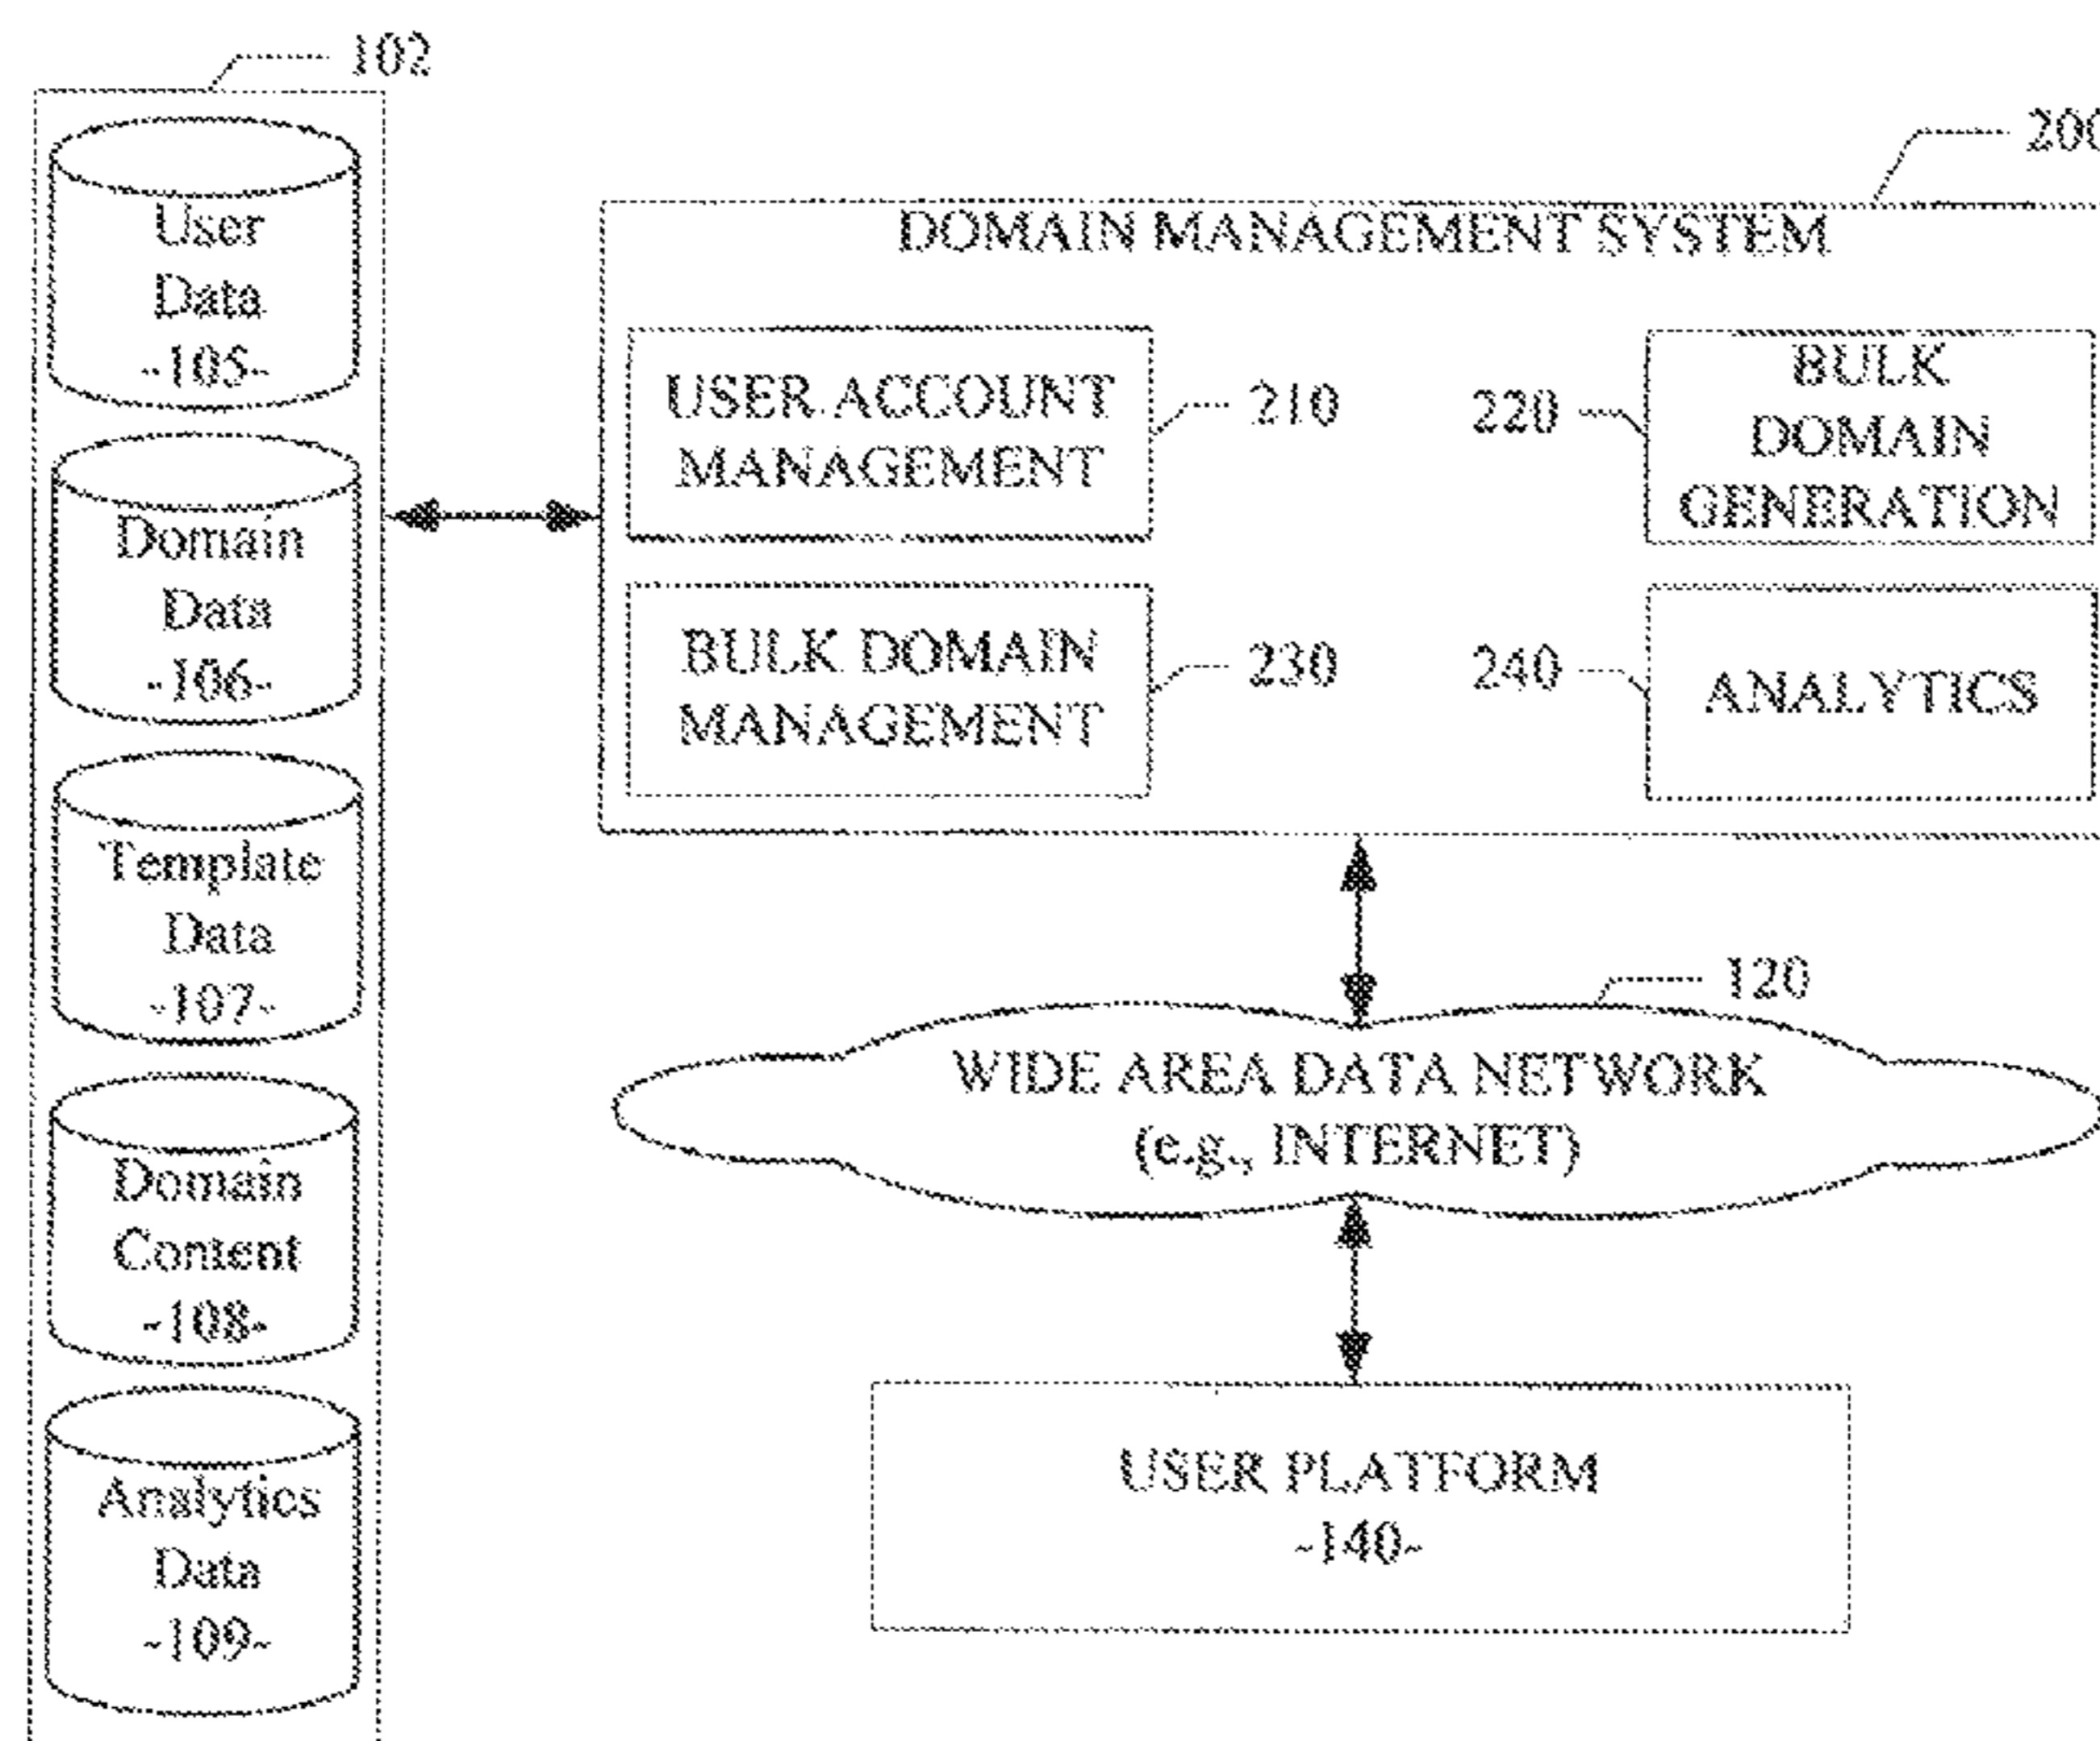 102
User
Data
-105-
Domain
Data
-106-
Template
Data
-107-
Domain
Content
-108-
Analytics
Data
-109-
200
DOMAIN MANAGEMENT SYSTEM
USER ACCOUNT
MANAGEMENT
210
220
BULK
DOMAIN
GENERATION
BULK DOMAIN
MANAGEMENT
230
240
ANALYTICS
120
WIDE AREA DATA NETWORK
(e.g., INTERNET)
USER PLATFORM
-140-